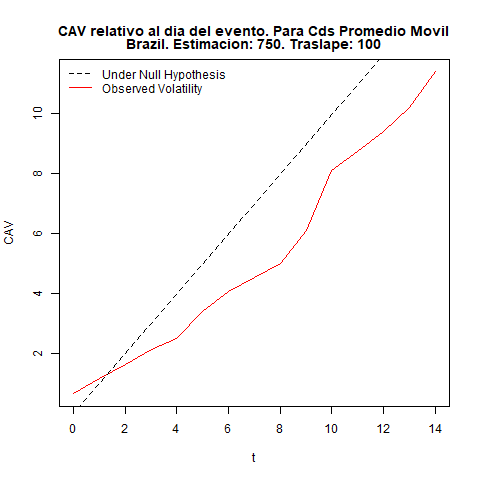 CAV relativo al dia del evento. Para Cds Promedio Movil
Brazil. Estimacion: 750. Traslape: 100
Under Null Hypothesis
Observed Volatility
CAV
10
8
6
4
2
0 2 4 6 8 10 12 14
t